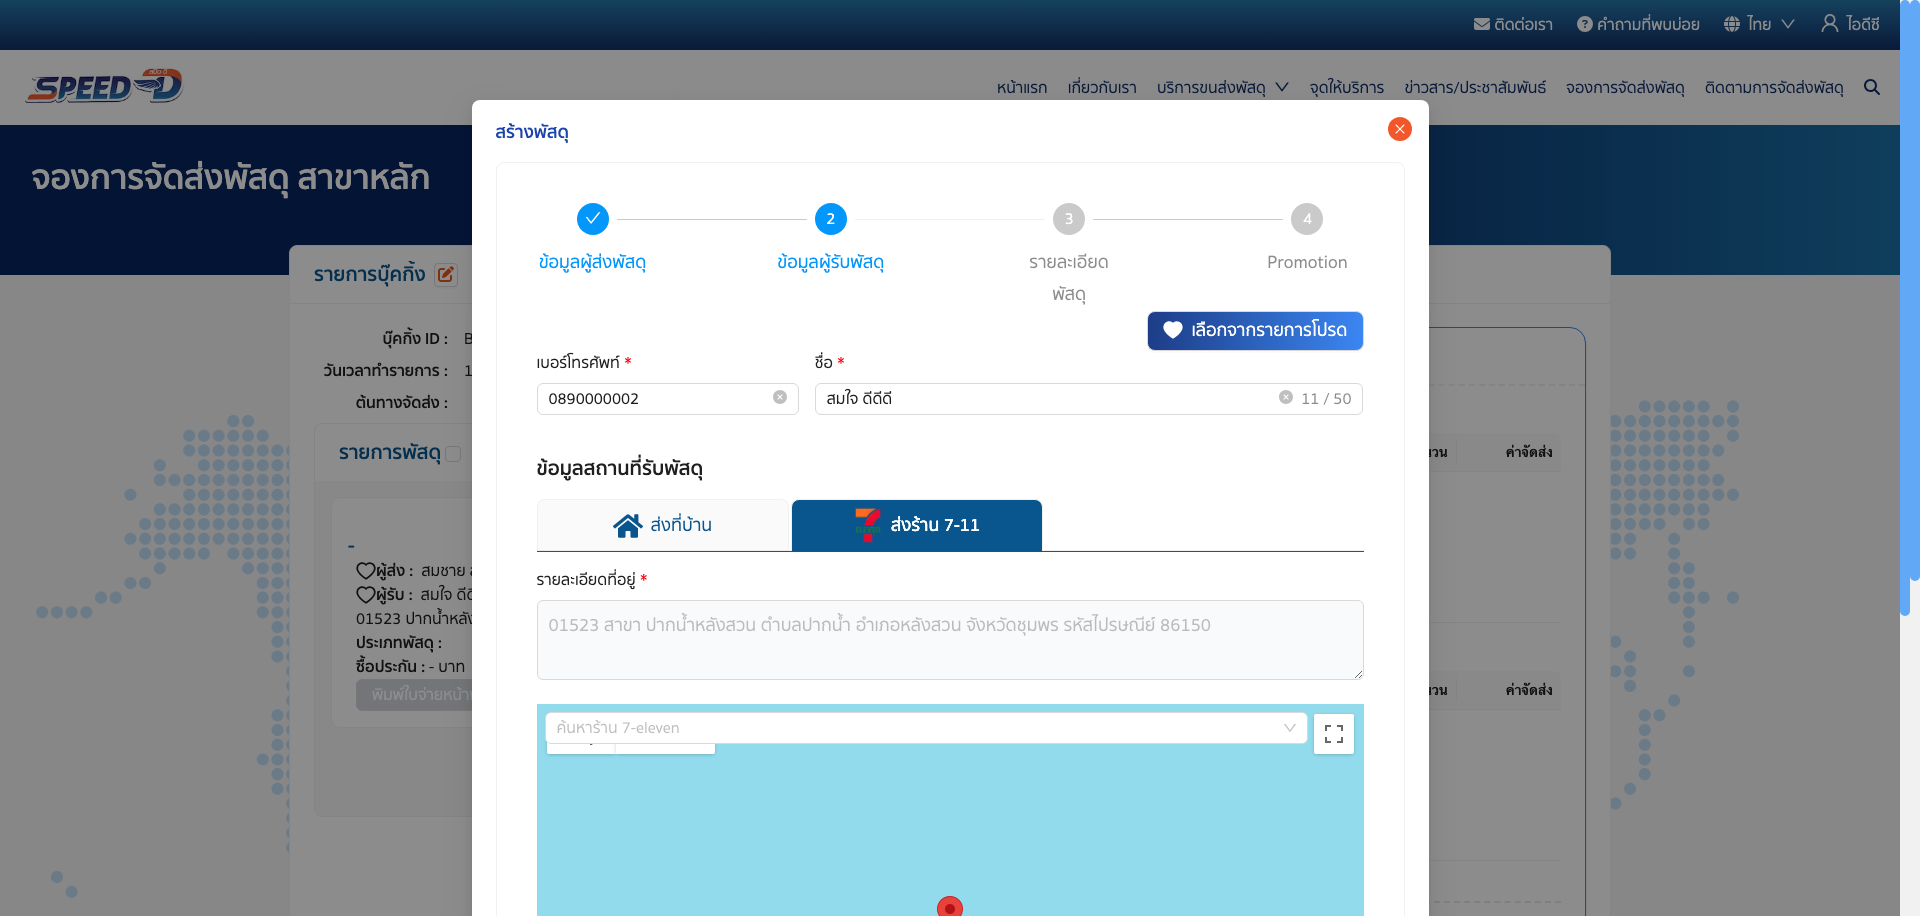 ติดต่อเรา
คำถามที่พบบ่อย
ไทย
ไอดีซี
SPEED-D
หน้าแรก
เกี่ยวกับเรา
บริการขนส่งพัสดุ
จุดให้บริการ
ข่าวสาร/ประชาสัมพันธ์
จองการจัดส่งพัสดุ
ติดตามการจัดส่งพัสดุ
จองการจัดส่งพัสดุ สาขาหลัก
รายการบุ๊คกิ้ง
บุ๊คกิ้ง ID : B
วันเวลาทำรายการ : 1
ต้นทางจัดส่ง :
รายการพัสดุ
-
ผู้ส่ง : สมชาย
ผู้รับ : สมใจ ดีดี
01523 ปากน้ำหลัง
ประเภทพัสดุ :
ซื้อประกัน : - บาท
พิมพ์ใบจ่ายหน้า
ค่าจัดส่ง
ค่าจัดส่ง
สร้างพัสดุ
ข้อมูลผู้ส่งพัสดุ
2
ข้อมูลผู้รับพัสดุ
3
รายละเอียด
พัสดุ
4
Promotion
เลือกจากรายการโปรด
เบอร์โทรศัพท์ *
0890000002
ชื่อ *
สมใจ ดีดีดี
11 / 50
ข้อมูลสถานที่รับพัสดุ
ส่งที่บ้าน
ส่งร้าน 7-11
รายละเอียดที่อยู่ *
01523 สาขา ปากน้ำหลังสวน ตำบลปากน้ำ อำเภอหลังสวน จังหวัดชุมพร รหัสไปรษณีย์ 86150
ค้นหาร้าน 7-eleven